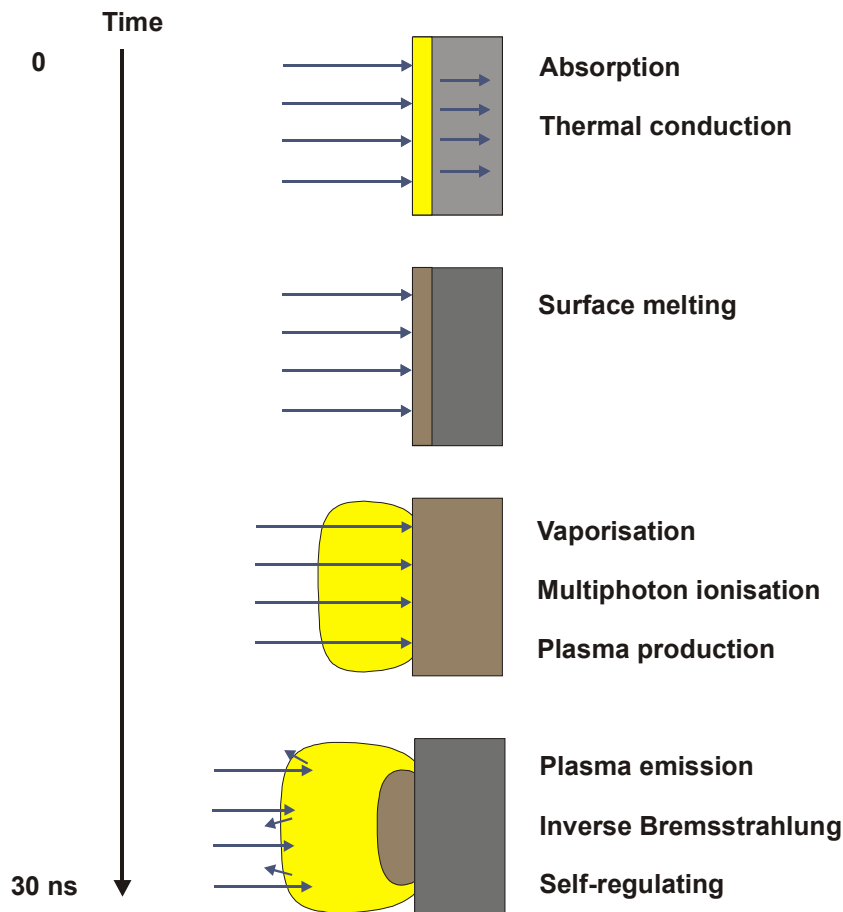 Time
0
Absorption
Thermal conduction
Surface melting
Vaporisation
Multiphoton ionisation
Plasma production
Plasma emission
Inverse Bremsstrahlung
30 ns
Self-regulating